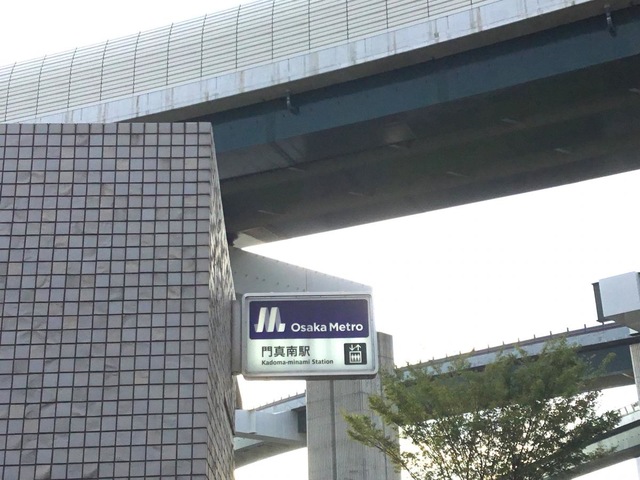 Osaka Metro
門真南駅
Kadoma-minami Station